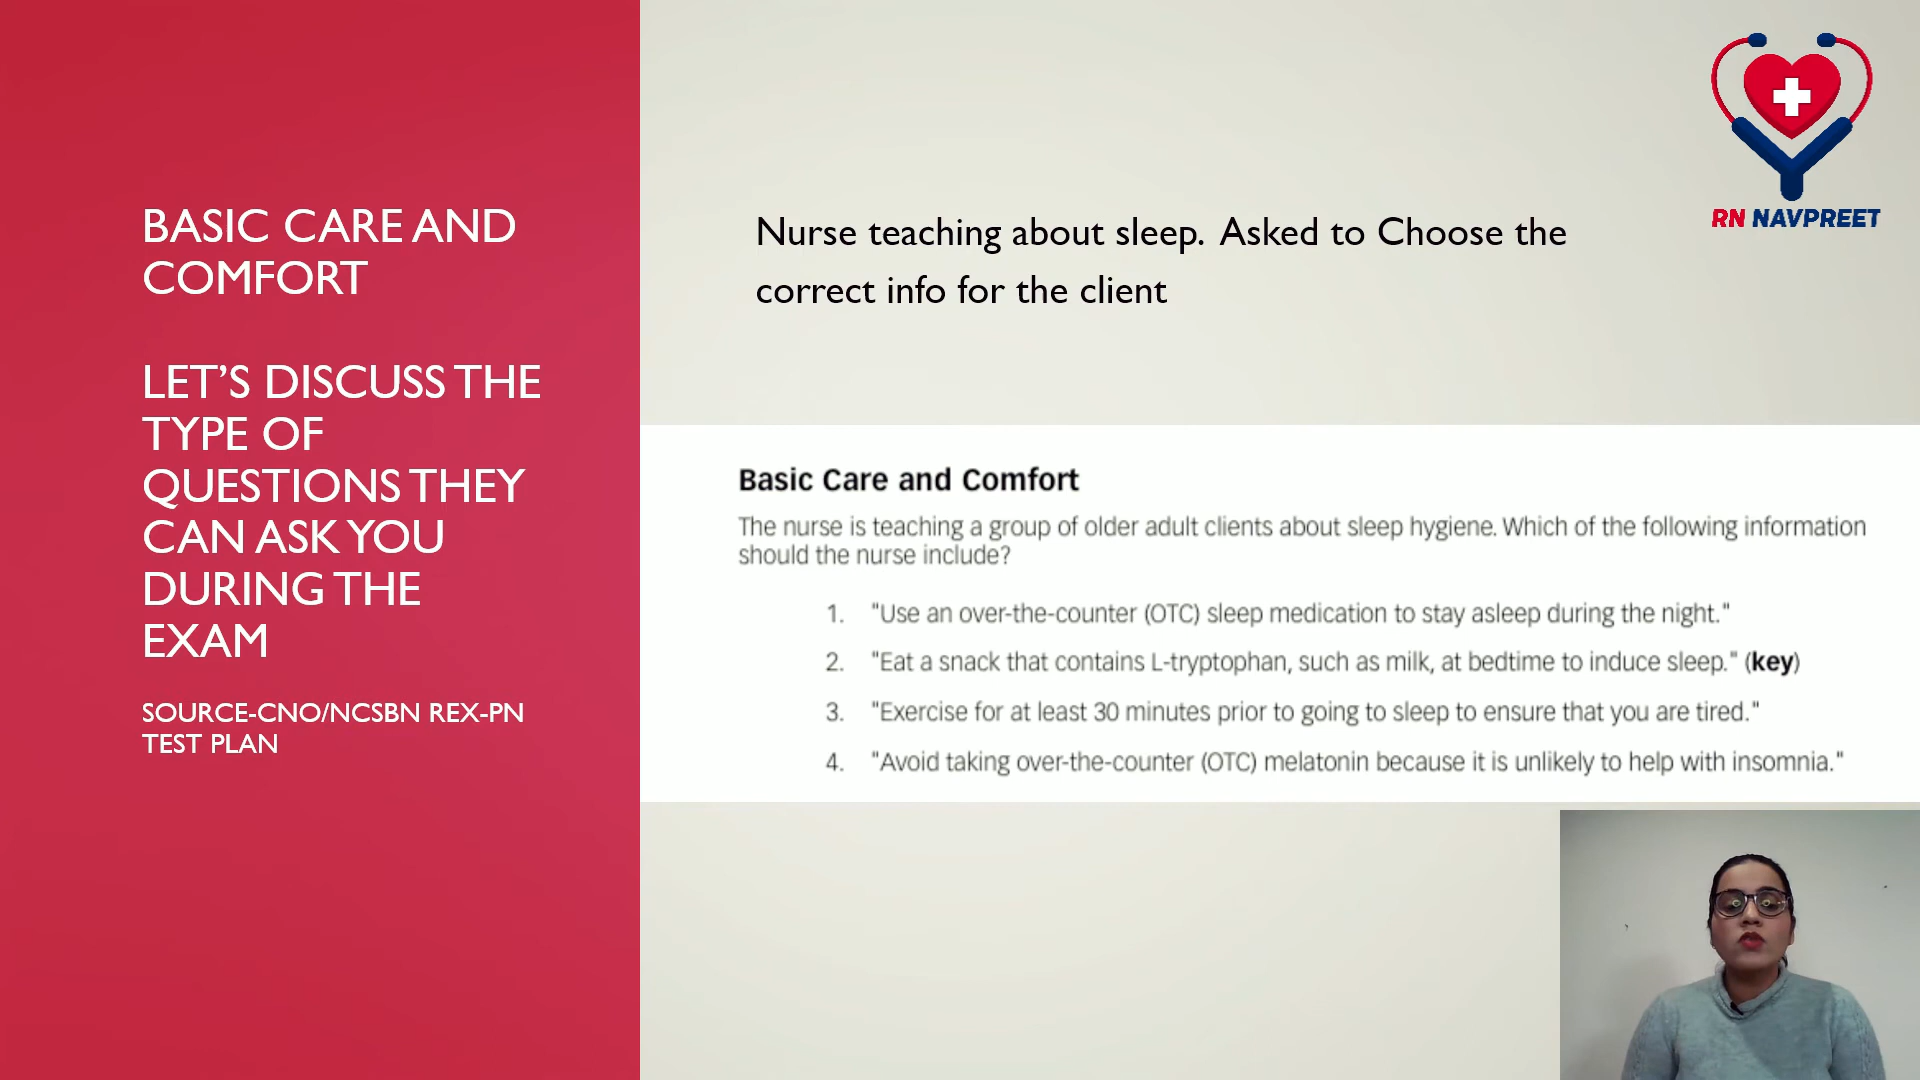 BASIC CARE AND
COMFORT
LET’S DISCUSS THE
TYPE OF
QUESTIONS THEY
CAN ASK YOU
DURING THE
EXAM
SOURCE-CNO/NCSBN REX-PN
TEST PLAN
Nurse teaching about sleep. Asked to Choose the
correct info for the client
RN NAVPREET
Basic Care and Comfort
The nurse is teaching a group of older adult clients about sleep hygiene. Which of the following information
should the nurse include?
1. "Use an over-the-counter (OTC) sleep medication to stay asleep during the night."
2. "Eat a snack that contains L-tryptophan, such as milk, at bedtime to induce sleep." (key)
3. "Exercise for at least 30 minutes prior to going to sleep to ensure that you are tired."
4. "Avoid taking over-the-counter (OTC) melatonin because it is unlikely to help with insomnia."